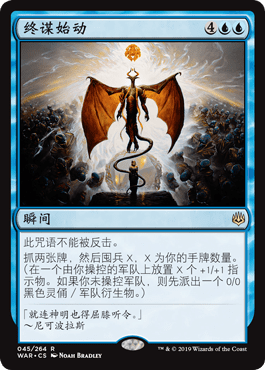 终谋始动 4
瞬间
此咒语不能被反击。
抓两张牌，然后囤兵 X，X 为你的手牌数量。
（在一个由你操控的军队上放置 X 个 +1/+1 指
示物。如果你未操控军队，则先派出一个 0/0
黑色灵俑／军队衍生物。）
「就连神明也得屈膝听令。」
～尼可波拉斯
045/264 R
WAR • CS NOAH BRADLEY
™ & © 2019 Wizards of the Coast